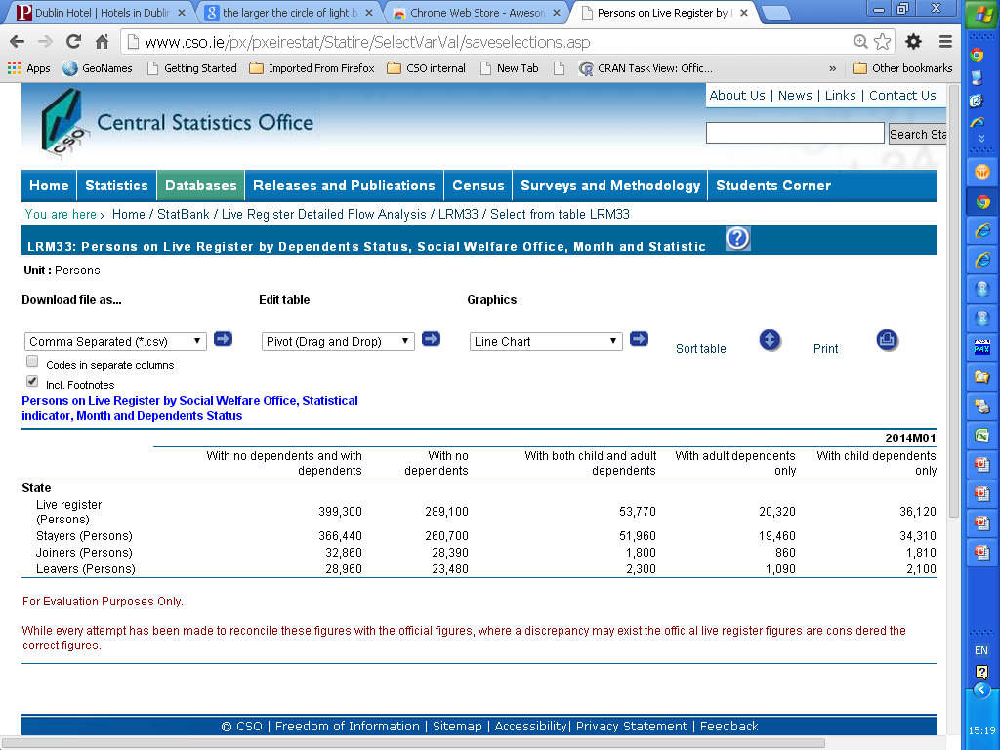 Dublin Hotel | Hotels in Dublin
the larger the circle of light b
Chrome Web Store - Awesom
Persons on Live Register by
www.cso.ie/px/pxeirestat/Statire/SelectVarVal/saveselections.asp
Apps GeoNames Getting Started Imported From Firefox CSO internal New Tab CRAN Task View: Offic... » Other bookmarks
About Us | News | Links | Contact Us
CSO Central Statistics Office
Search Sta
Home Statistics Databases Releases and Publications Census Surveys and Methodology Students Corner
You are here › Home / StatBank / Live Register Detailed Flow Analysis / LRM33 / Select from table LRM33
LRM33: Persons on Live Register by Dependents Status, Social Welfare Office, Month and Statistic ?
Unit : Persons
Download file as... Edit table Graphics
Comma Separated (*.csv) Pivot (Drag and Drop) Line Chart Sort table Print
Codes in separate columns
Incl. Footnotes
Persons on Live Register by Social Welfare Office, Statistical
indicator, Month and Dependents Status
2014M01
With no dependents and with With no With both child and adult With adult dependents With child dependents
dependents dependents dependents only only
State
Live register
(Persons) 399,300 289,100 53,770 20,320 36,120
Stayers (Persons) 366,440 260,700 51,960 19,460 34,310
Joiners (Persons) 32,860 28,390 1,800 860 1,810
Leavers (Persons) 28,960 23,480 2,300 1,090 2,100
For Evaluation Purposes Only.
While every attempt has been made to reconcile these figures with the official figures, where a discrepancy may exist the official live register figures are considered the
correct figures.
© CSO | Freedom of Information | Sitemap | Accessibility| Privacy Statement | Feedback
EN
15:19